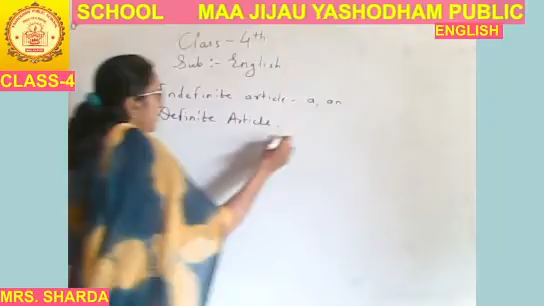 SCHOOL MAA JIJAU YASHODHAM PUBLIC
ENGLISH
CLASS-4
Class - 4th
Sub :- English
Indefinite article - a, an
Definite Article.
MRS. SHARDA